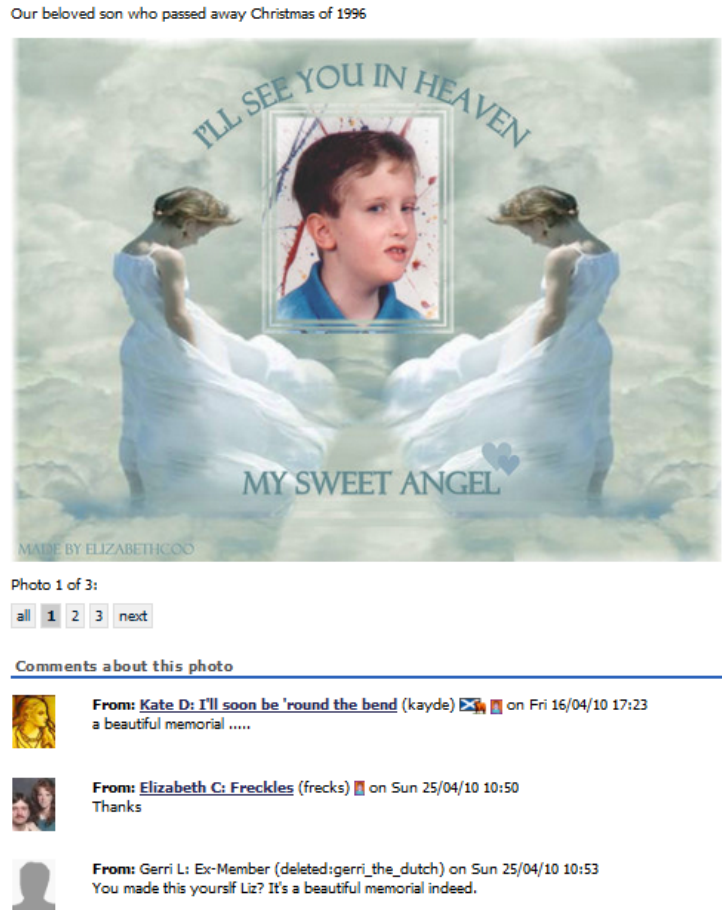 Our beloved son who passed away Christmas of 1996
I'LL SEE YOU IN HEAVEN
MY SWEET ANGEL
MADE BY ELIZABETHCOO
Photo 1 of 3:
all 1 2 3 next
Comments about this photo
From: Kate D: I'll soon be 'round the bend (kayde) on Fri 16/04/10 17:23
a beautiful memorial .....
From: Elizabeth C: Freckles (frecks) on Sun 25/04/10 10:50
Thanks
From: Gerri L: Ex-Member (deleted:gerri_the_dutch) on Sun 25/04/10 10:53
You made this yourslf Liz? It's a beautiful memorial indeed.